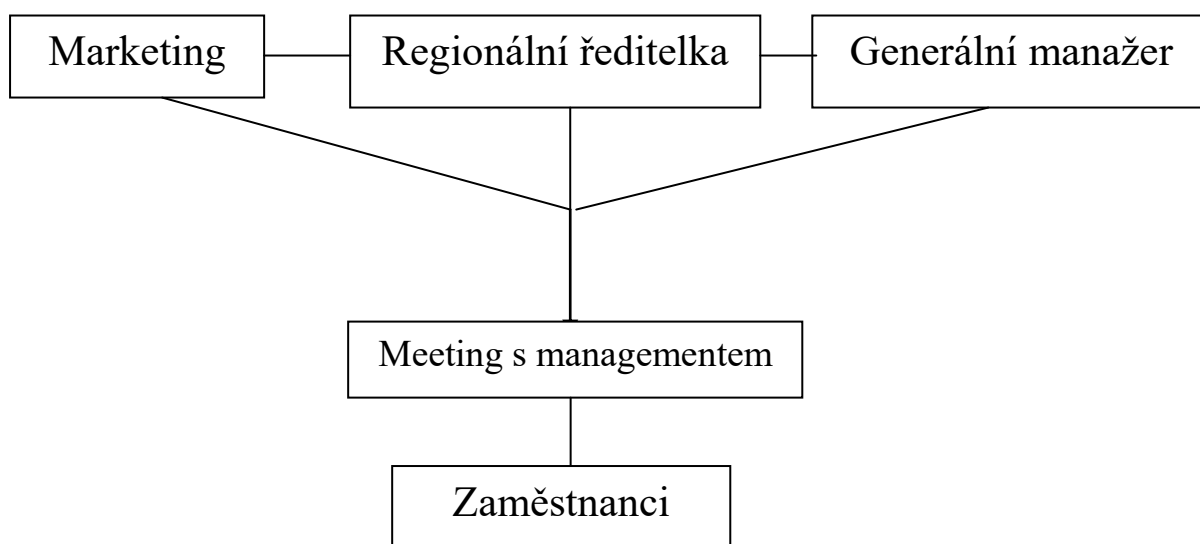 Marketing
Regionální ředitelka
Generální manažer
Meeting s managementem
Zaměstnanci